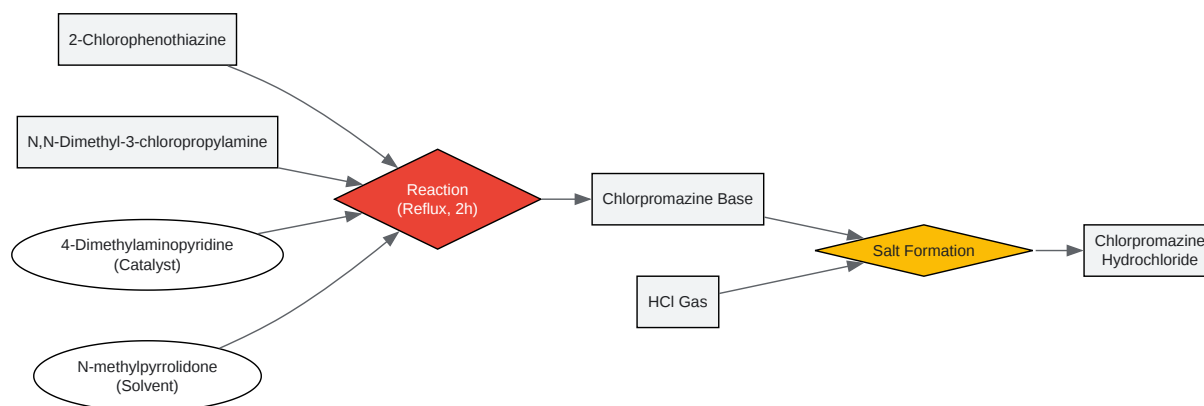 2-Chlorophenothiazine
N,N-Dimethyl-3-chloropropylamine
4-Dimethylaminopyridine
(Catalyst)
N-methylpyrrolidone
(Solvent)
Reaction
(Reflux, 2h)
Chlorpromazine Base
HCl Gas
Salt Formation
Chlorpromazine
Hydrochloride